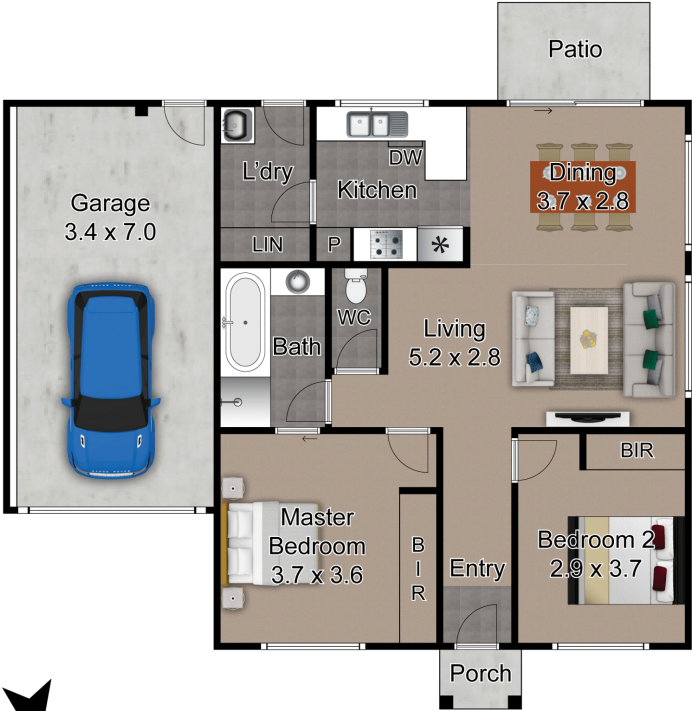 Patio
DW
L'dry
Dining
3.7 x 2.8
Kitchen
Garage
3.4 x 7.0
LIN
P
WC
Living
5.2 x 2.8
Bath
BIR
Master
Bedroom
3.7 x 3.6
B
I
R
Entry
Bedroom 2
2.9 x 3.7
Porch